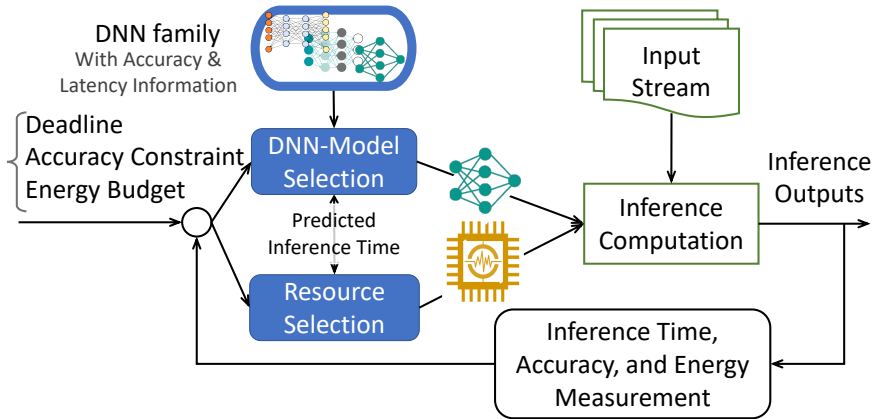 DNN family
With Accuracy &
Latency Information
Deadline
Accuracy Constraint
Energy Budget
DNN-Model
Selection
Predicted
Inference Time
Resource
Selection
Input
Stream
Inference
Computation
Inference
Outputs
Inference Time,
Accuracy, and Energy
Measurement